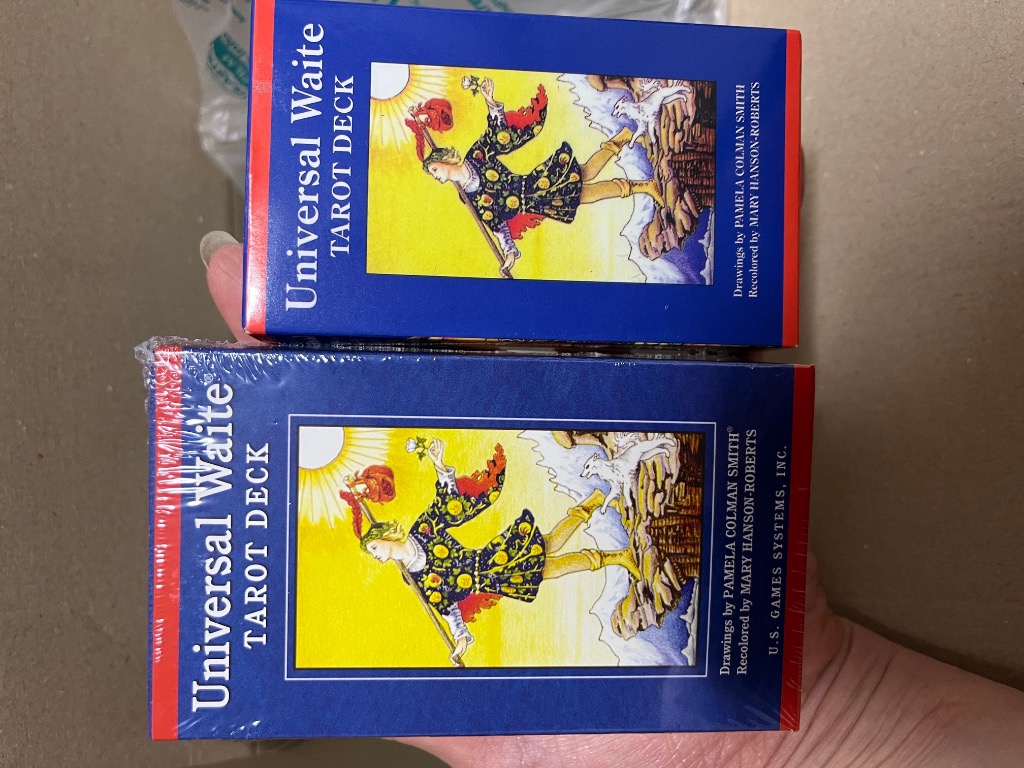 Universal Waite
TAROT DECK
Drawings by PAMELA COLMAN SMITH
Recolored by MARY HANSON-ROBERTS
Universal Waite®
TAROT DECK
Drawings by PAMELA COLMAN SMITH®
Recolored by MARY HANSON-ROBERTS
U.S. GAMES SYSTEMS, INC.